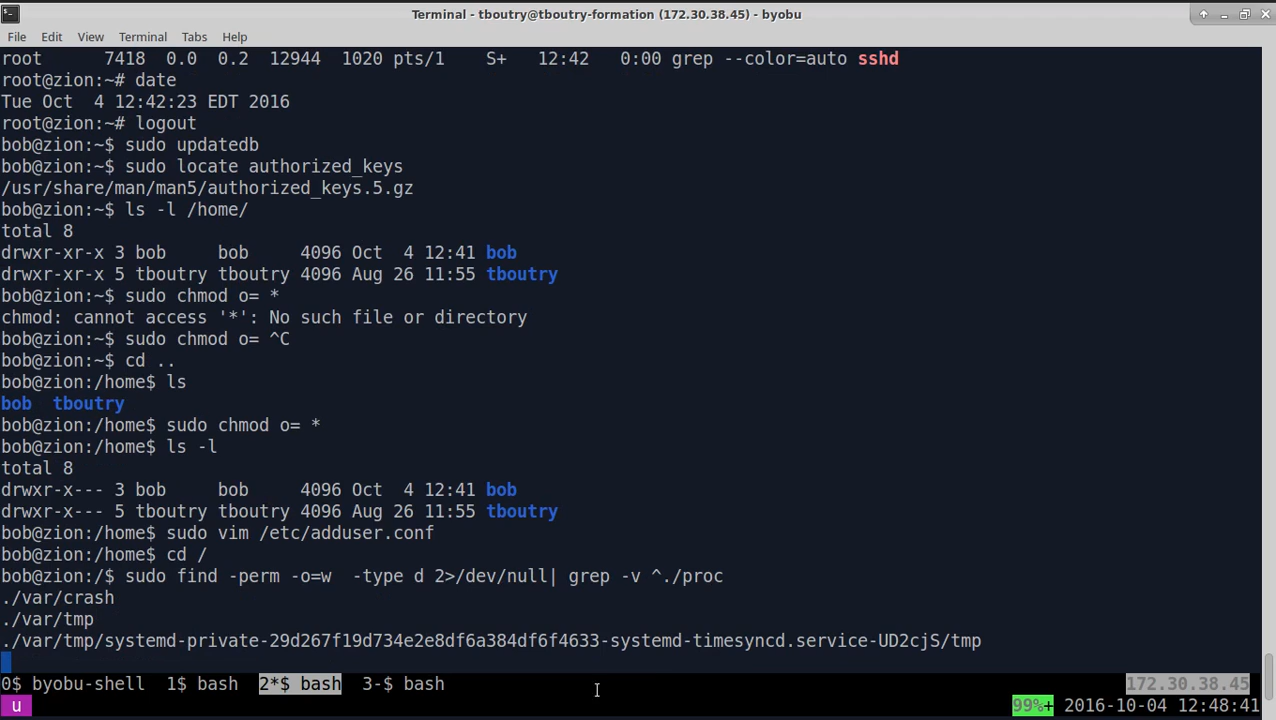 Terminal - tboutry@tboutry-formation (172.30.38.45) - byobu
File Edit View Terminal Tabs Help
root 7418 0.0 0.2 12944 1020 pts/1 S+ 12:42 0:00 grep --color=auto sshd
root@zion:~# date
Tue Oct  4 12:42:23 EDT 2016
root@zion:~# logout
bob@zion:~$ sudo updatedb
bob@zion:~$ sudo locate authorized_keys
/usr/share/man/man5/authorized_keys.5.gz
bob@zion:~$ ls -l /home/
total 8
drwxr-xr-x 3 bob     bob     4096 Oct  4 12:41 bob
drwxr-xr-x 5 tboutry tboutry 4096 Aug 26 11:55 tboutry
bob@zion:~$ sudo chmod o= *
chmod: cannot access '*': No such file or directory
bob@zion:~$ sudo chmod o= ^C
bob@zion:~$ cd ..
bob@zion:/home$ ls
bob  tboutry
bob@zion:/home$ sudo chmod o= *
bob@zion:/home$ ls -l
total 8
drwxr-x--- 3 bob     bob     4096 Oct  4 12:41 bob
drwxr-x--- 5 tboutry tboutry 4096 Aug 26 11:55 tboutry
bob@zion:/home$ sudo vim /etc/adduser.conf
bob@zion:/home$ cd /
bob@zion:/$ sudo find -perm -o=w  -type d 2>/dev/null| grep -v ^./proc
./var/crash
./var/tmp
./var/tmp/systemd-private-29d267f19d734e2e8df6a384df6f4633-systemd-timesyncd.service-UD2cjS/tmp
0$ byobu-shell  1$ bash  2*$ bash  3-$ bash 172.30.38.45
u 99%+ 2016-10-04 12:48:41